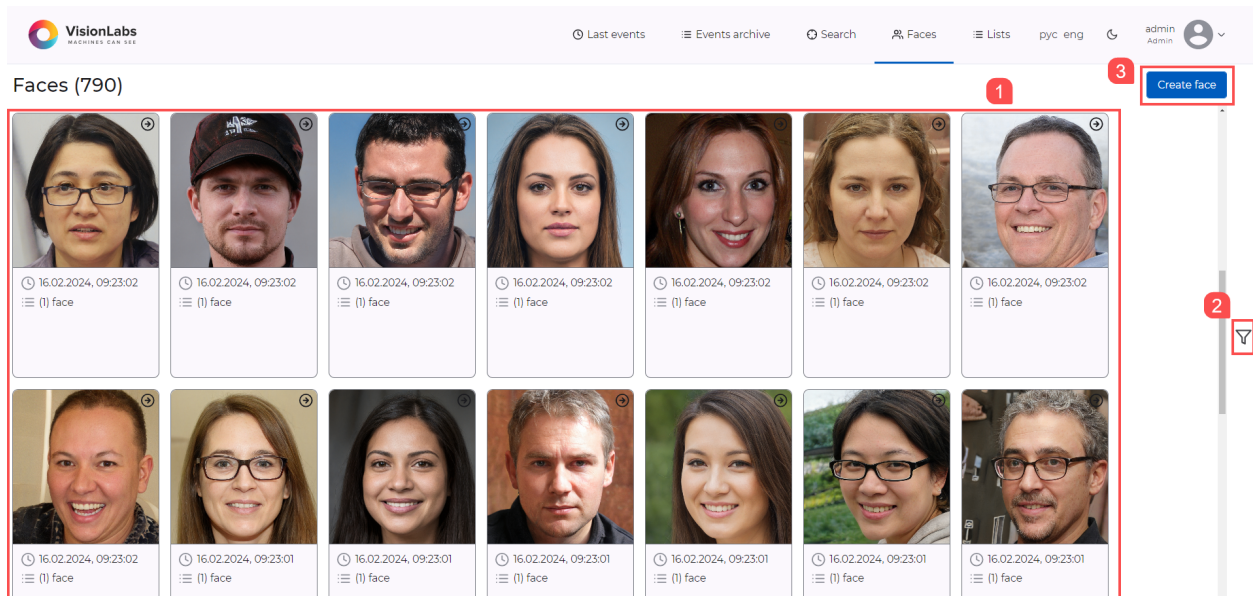 VisionLabs
MACHINES CAN SEE
Last events
Events archive
Search
Faces
Lists
рус eng
admin
Admin
Faces (790)
1
3
Create face
16.02.2024, 09:23:02 16.02.2024, 09:23:02 16.02.2024, 09:23:02 16.02.2024, 09:23:02 16.02.2024, 09:23:02 16.02.2024, 09:23:02 16.02.2024, 09:23:02
(1) face (1) face (1) face (1) face (1) face (1) face (1) face
2
16.02.2024, 09:23:02 16.02.2024, 09:23:01 16.02.2024, 09:23:01 16.02.2024, 09:23:01 16.02.2024, 09:23:01 16.02.2024, 09:23:01 16.02.2024, 09:23:01
(1) face (1) face (1) face (1) face (1) face (1) face (1) face